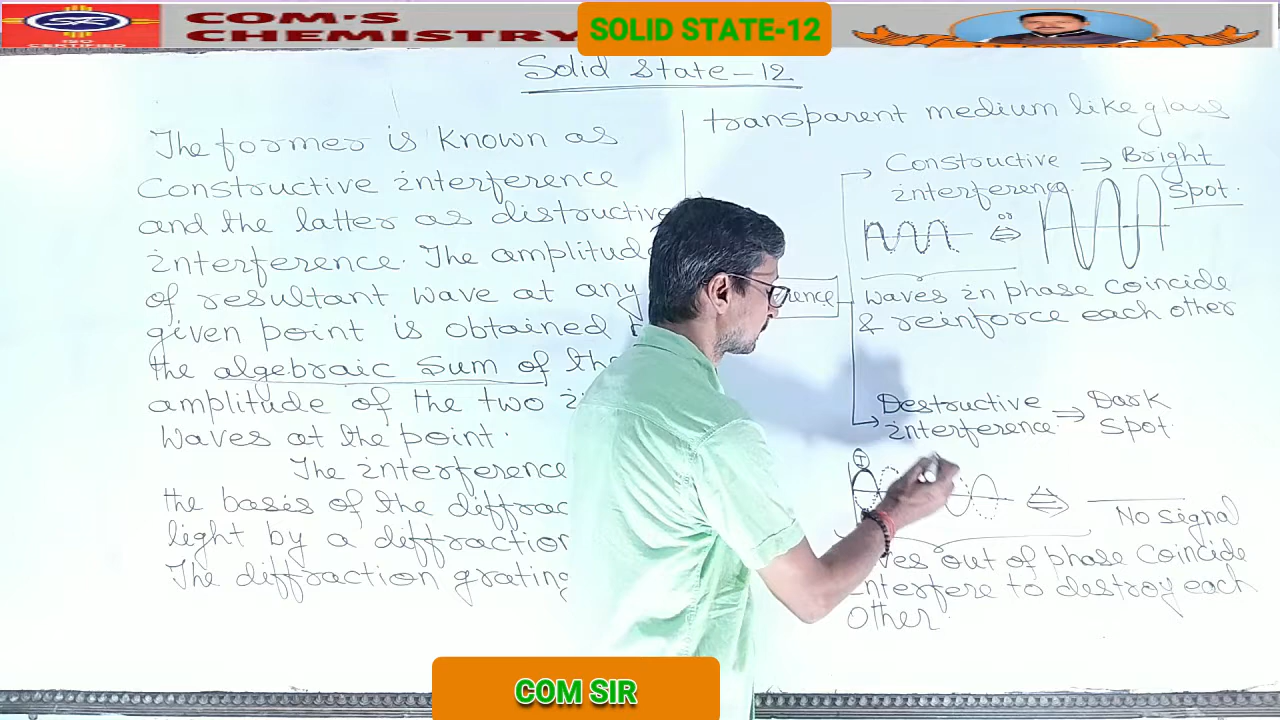 ISO
CERTIFIED
COM'S
CHEMISTRY
SOLID STATE-12
Solid State-12
The former is known as
Constructive interference
and the latter as distructive
interference. The amplitude
of resultant wave at any
given point is obtained
the algebraic sum of the
amplitude of the two
waves at the point.
The interference
the basis of the diffrac
light by a diffraction
The diffraction grating
transparent medium like glass
Constructive ⇒ Bright
interference. Spot.
rence
waves in phase coincide
& reinforce each other
Destructive ⇒ Dark
interference. Spot.
No signal
ves out of phase coincide
interfere to destroy each
other.
COM SIR